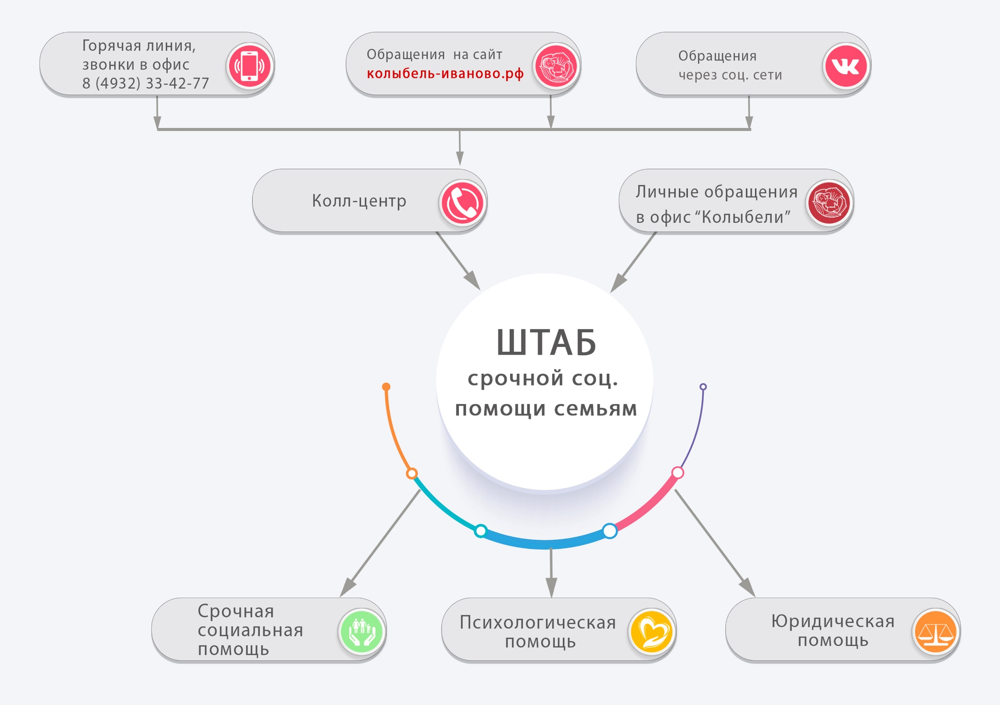 Горячая линия,
звонки в офис
8 (4932) 33-42-77
Обращения на сайт
колыбель-иваново.рф
Обращения
через соц. сети
Колл-центр
Личные обращения
в офис “Колыбели”
ШТАБ
срочной соц.
помощи семьям
Срочная
социальная
помощь
Психологическая
помощь
Юридическая
помощь